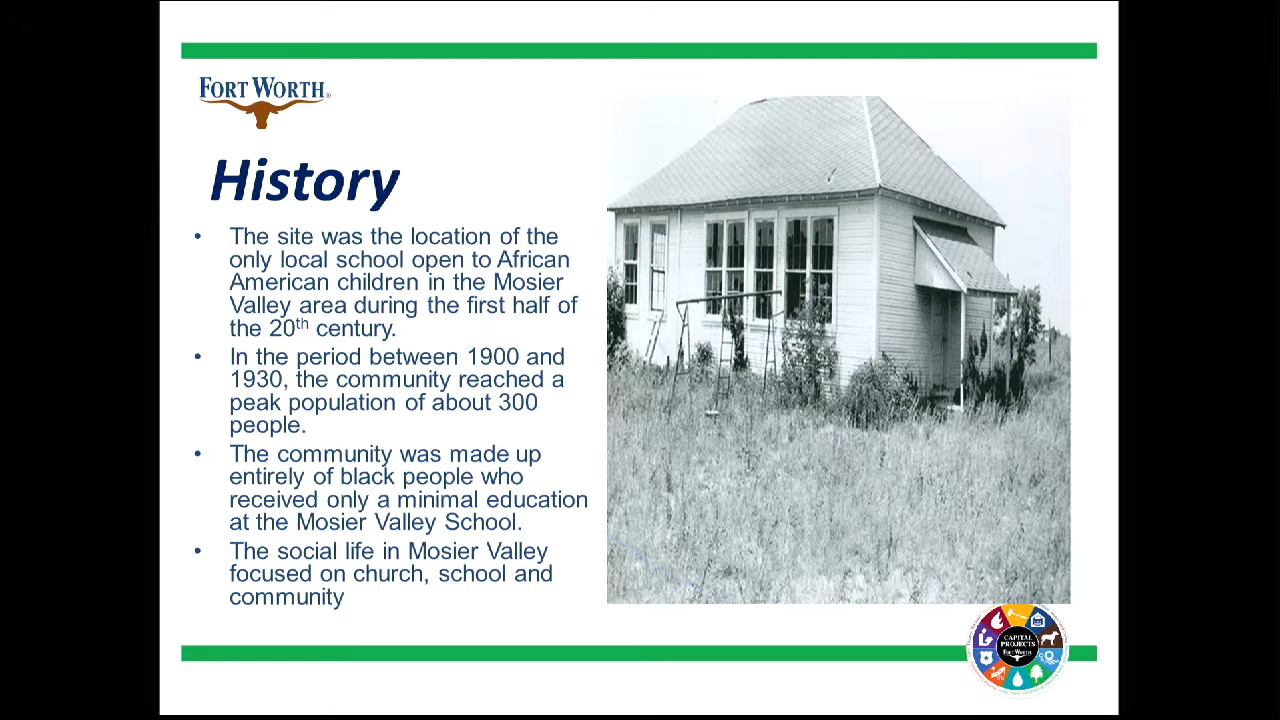 FORT WORTH®
History
• The site was the location of the
only local school open to African
American children in the Mosier
Valley area during the first half of
the 20th century.
• In the period between 1900 and
1930, the community reached a
peak population of about 300
people.
• The community was made up
entirely of black people who
received only a minimal education
at the Mosier Valley School.
• The social life in Mosier Valley
focused on church, school and
community
CAPITAL
PROJECTS
FORT WORTH